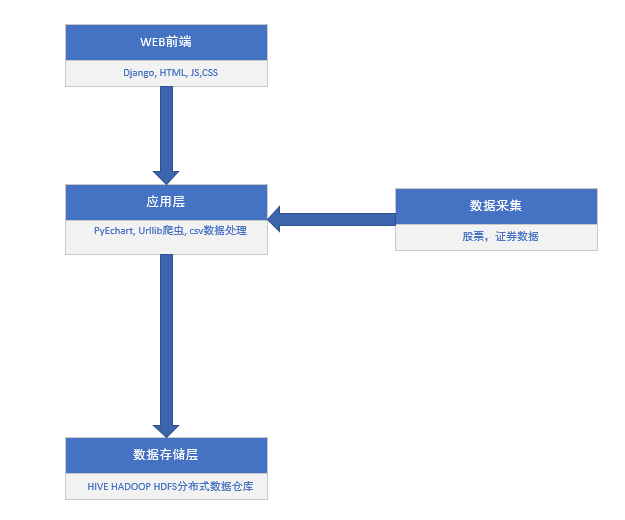 WEB前端
Django, HTML, JS,CSS
应用层
PyEchart, Urllib爬虫, csv数据处理
数据采集
股票，证券数据
数据存储层
HIVE HADOOP HDFS分布式数据仓库